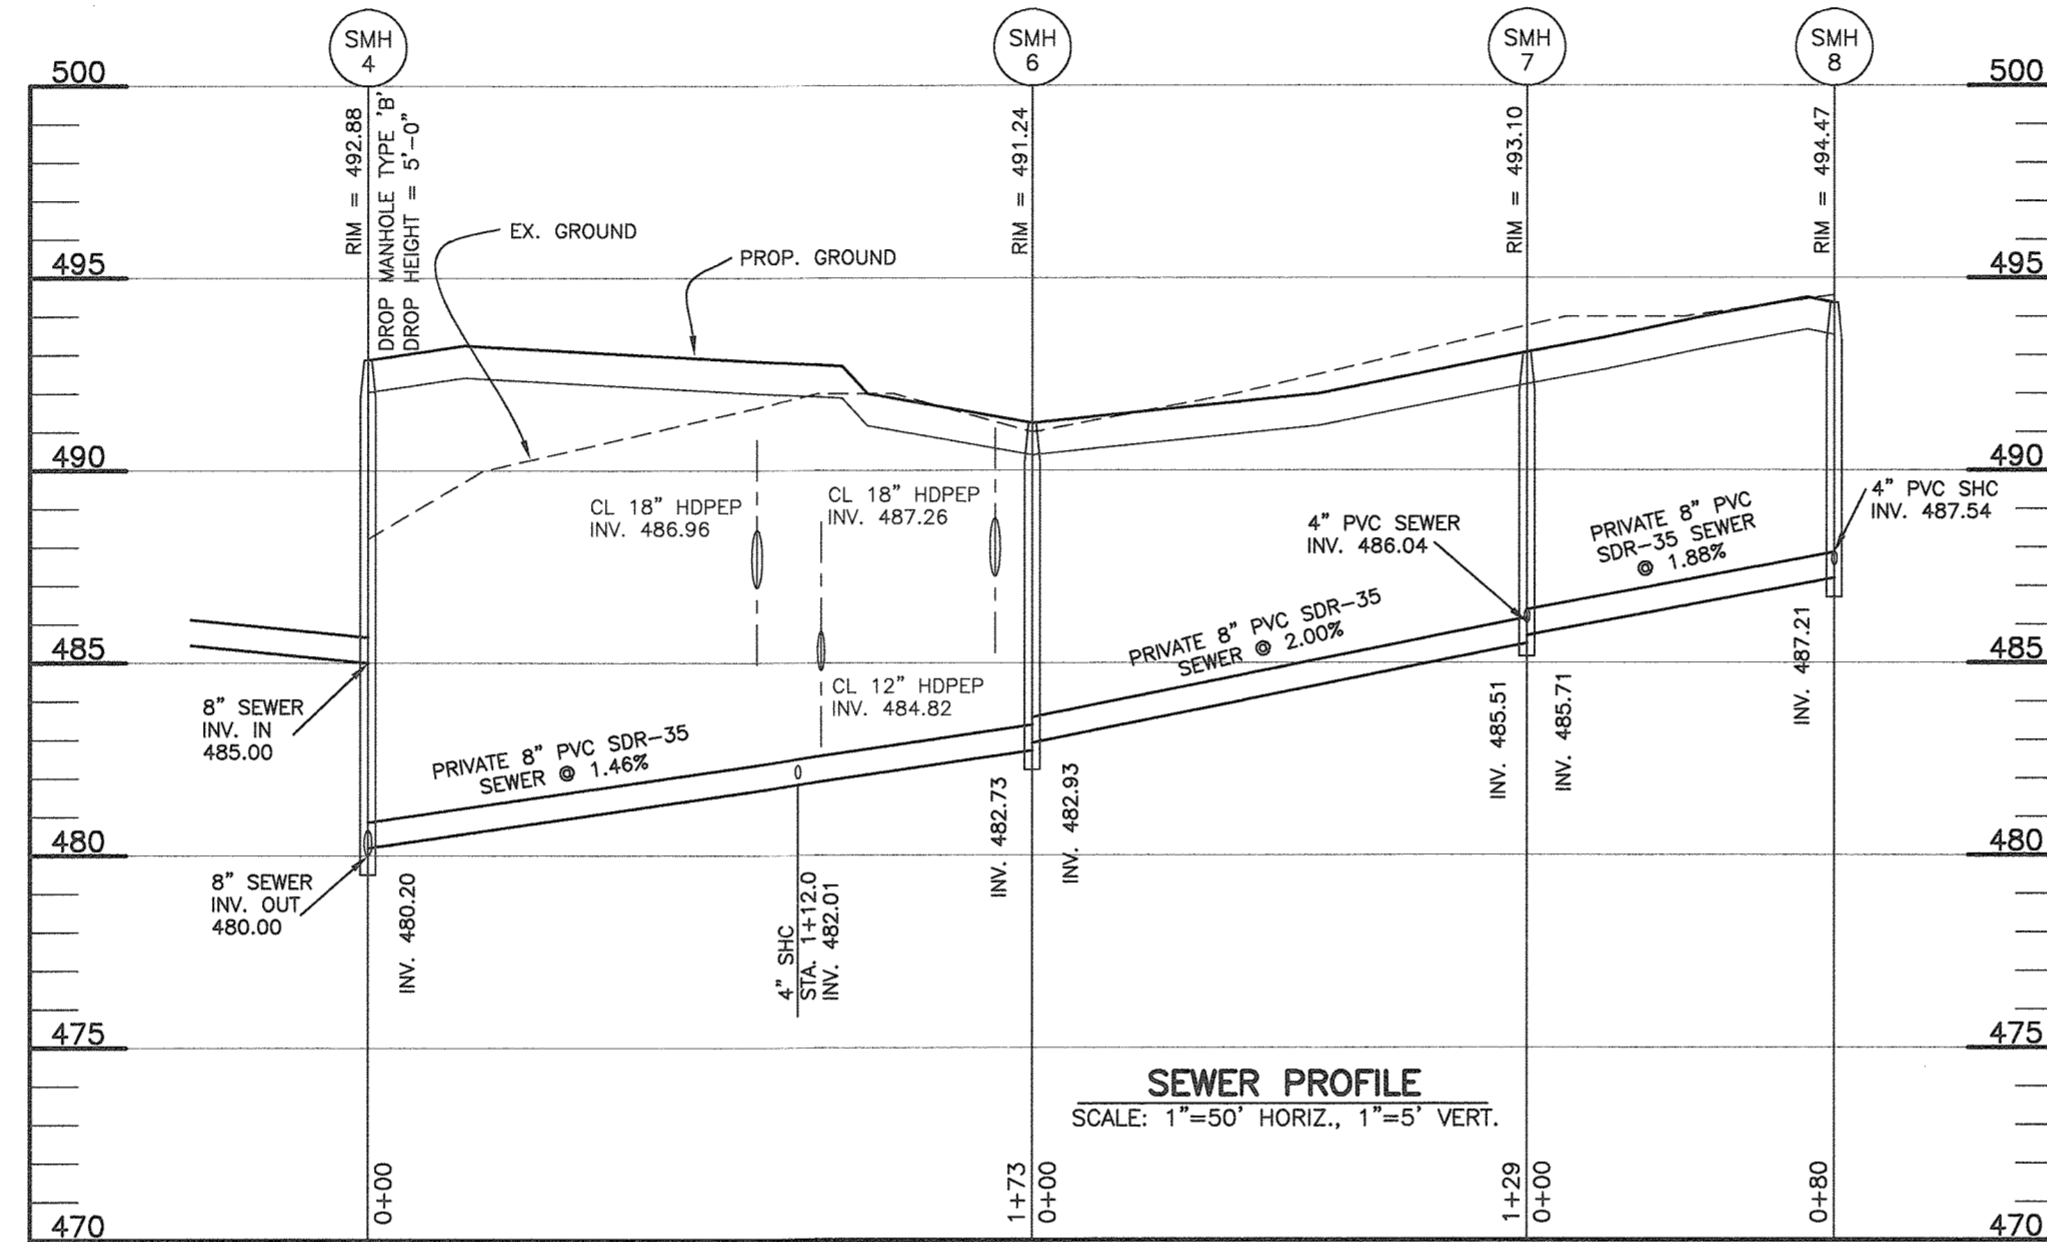 SMH
4
SMH
6
SMH
7
SMH
8
500
500
RIM = 492.88
DROP MANHOLE TYPE 'B'
DROP HEIGHT = 5'-0"
RIM = 491.24
RIM = 493.10
RIM = 494.47
EX. GROUND
PROP. GROUND
495
495
490
490
CL 18" HDPEP
INV. 486.96
CL 18" HDPEP
INV. 487.26
4" PVC SEWER
INV. 486.04
PRIVATE 8" PVC
SDR-35 SEWER
@ 1.88%
4" PVC SHC
INV. 487.54
485
485
8" SEWER
INV. IN
485.00
CL 12" HDPEP
INV. 484.82
PRIVATE 8" PVC SDR-35
SEWER @ 2.00%
PRIVATE 8" PVC SDR-35
SEWER @ 1.46%
INV. 485.51
INV. 485.71
INV. 487.21
480
480
8" SEWER
INV. OUT
480.00
INV. 480.20
4" SHC
STA. 1+12.0
INV. 482.01
INV. 482.73
INV. 482.93
475
475
SEWER PROFILE
SCALE: 1"=50' HORIZ., 1"=5' VERT.
0+00
1+73
0+00
1+29
0+00
0+80
470
470